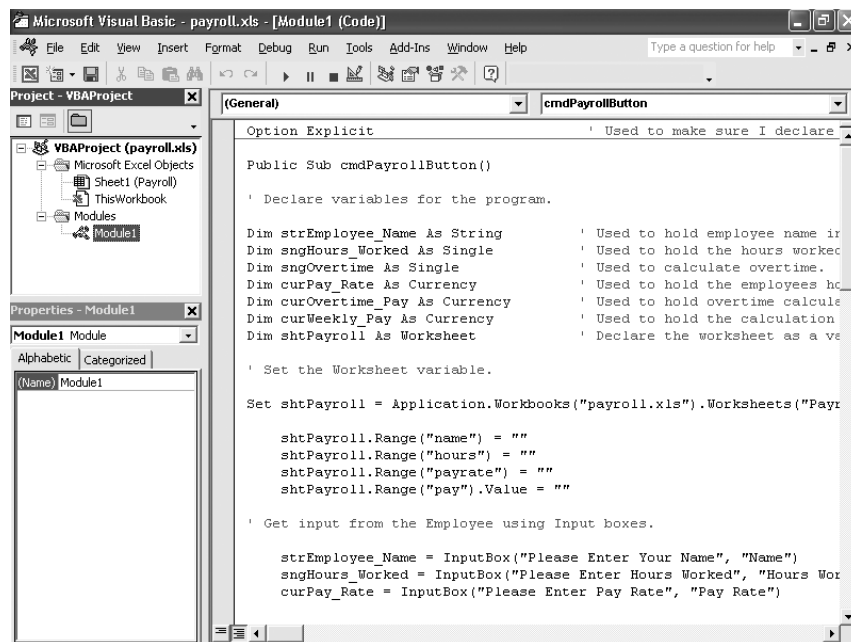 Microsoft Visual Basic - payroll.xls - [Module1 (Code)]
File Edit View Insert Format Debug Run Tools Add-Ins Window Help
Type a question for help
Project - VBAProject
VBAProject (payroll.xls)
Microsoft Excel Objects
Sheet1 (Payroll)
ThisWorkbook
Modules
Module1
Properties - Module1
Module1 Module
Alphabetic Categorized
(Name) Module1
(General) cmdPayrollButton
Option Explicit ' Used to make sure I declare
Public Sub cmdPayrollButton()
' Declare variables for the program.
Dim strEmployee_Name As String ' Used to hold employee name in
Dim sngHours_Worked As Single ' Used to hold the hours worked
Dim sngOvertime As Single ' Used to calculate overtime.
Dim curPay_Rate As Currency ' Used to hold the employees ho
Dim curOvertime_Pay As Currency ' Used to hold overtime calcula
Dim curWeekly_Pay As Currency ' Used to hold the calculation
Dim shtPayroll As Worksheet ' Declare the worksheet as a va
' Set the Worksheet variable.
Set shtPayroll = Application.Workbooks("payroll.xls").Worksheets("Payr
shtPayroll.Range("name") = ""
shtPayroll.Range("hours") = ""
shtPayroll.Range("payrate") = ""
shtPayroll.Range("pay").Value = ""
' Get input from the Employee using Input boxes.
strEmployee_Name = InputBox("Please Enter Your Name", "Name")
sngHours_Worked = InputBox("Please Enter Hours Worked", "Hours Wor
curPay_Rate = InputBox("Please Enter Pay Rate", "Pay Rate")